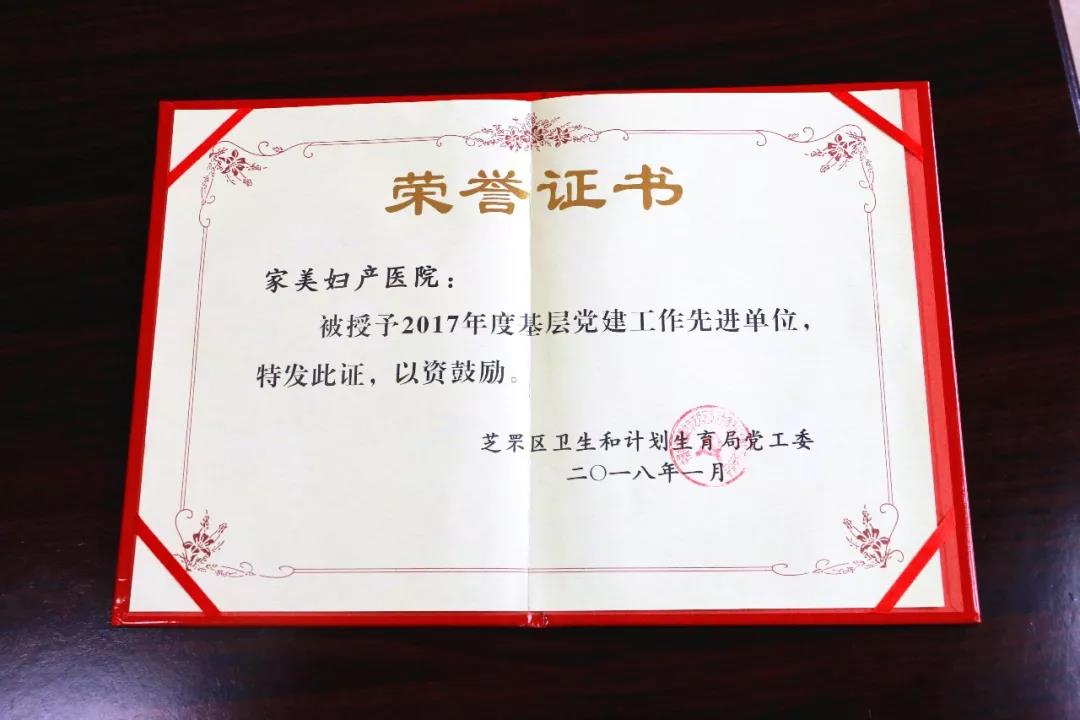 荣誉证书
家美妇产医院：
被授予2017年度基层党建工作先进单位，
特发此证，以资鼓励。
芝罘区卫生和计划生育局党工委
二〇一八年一月